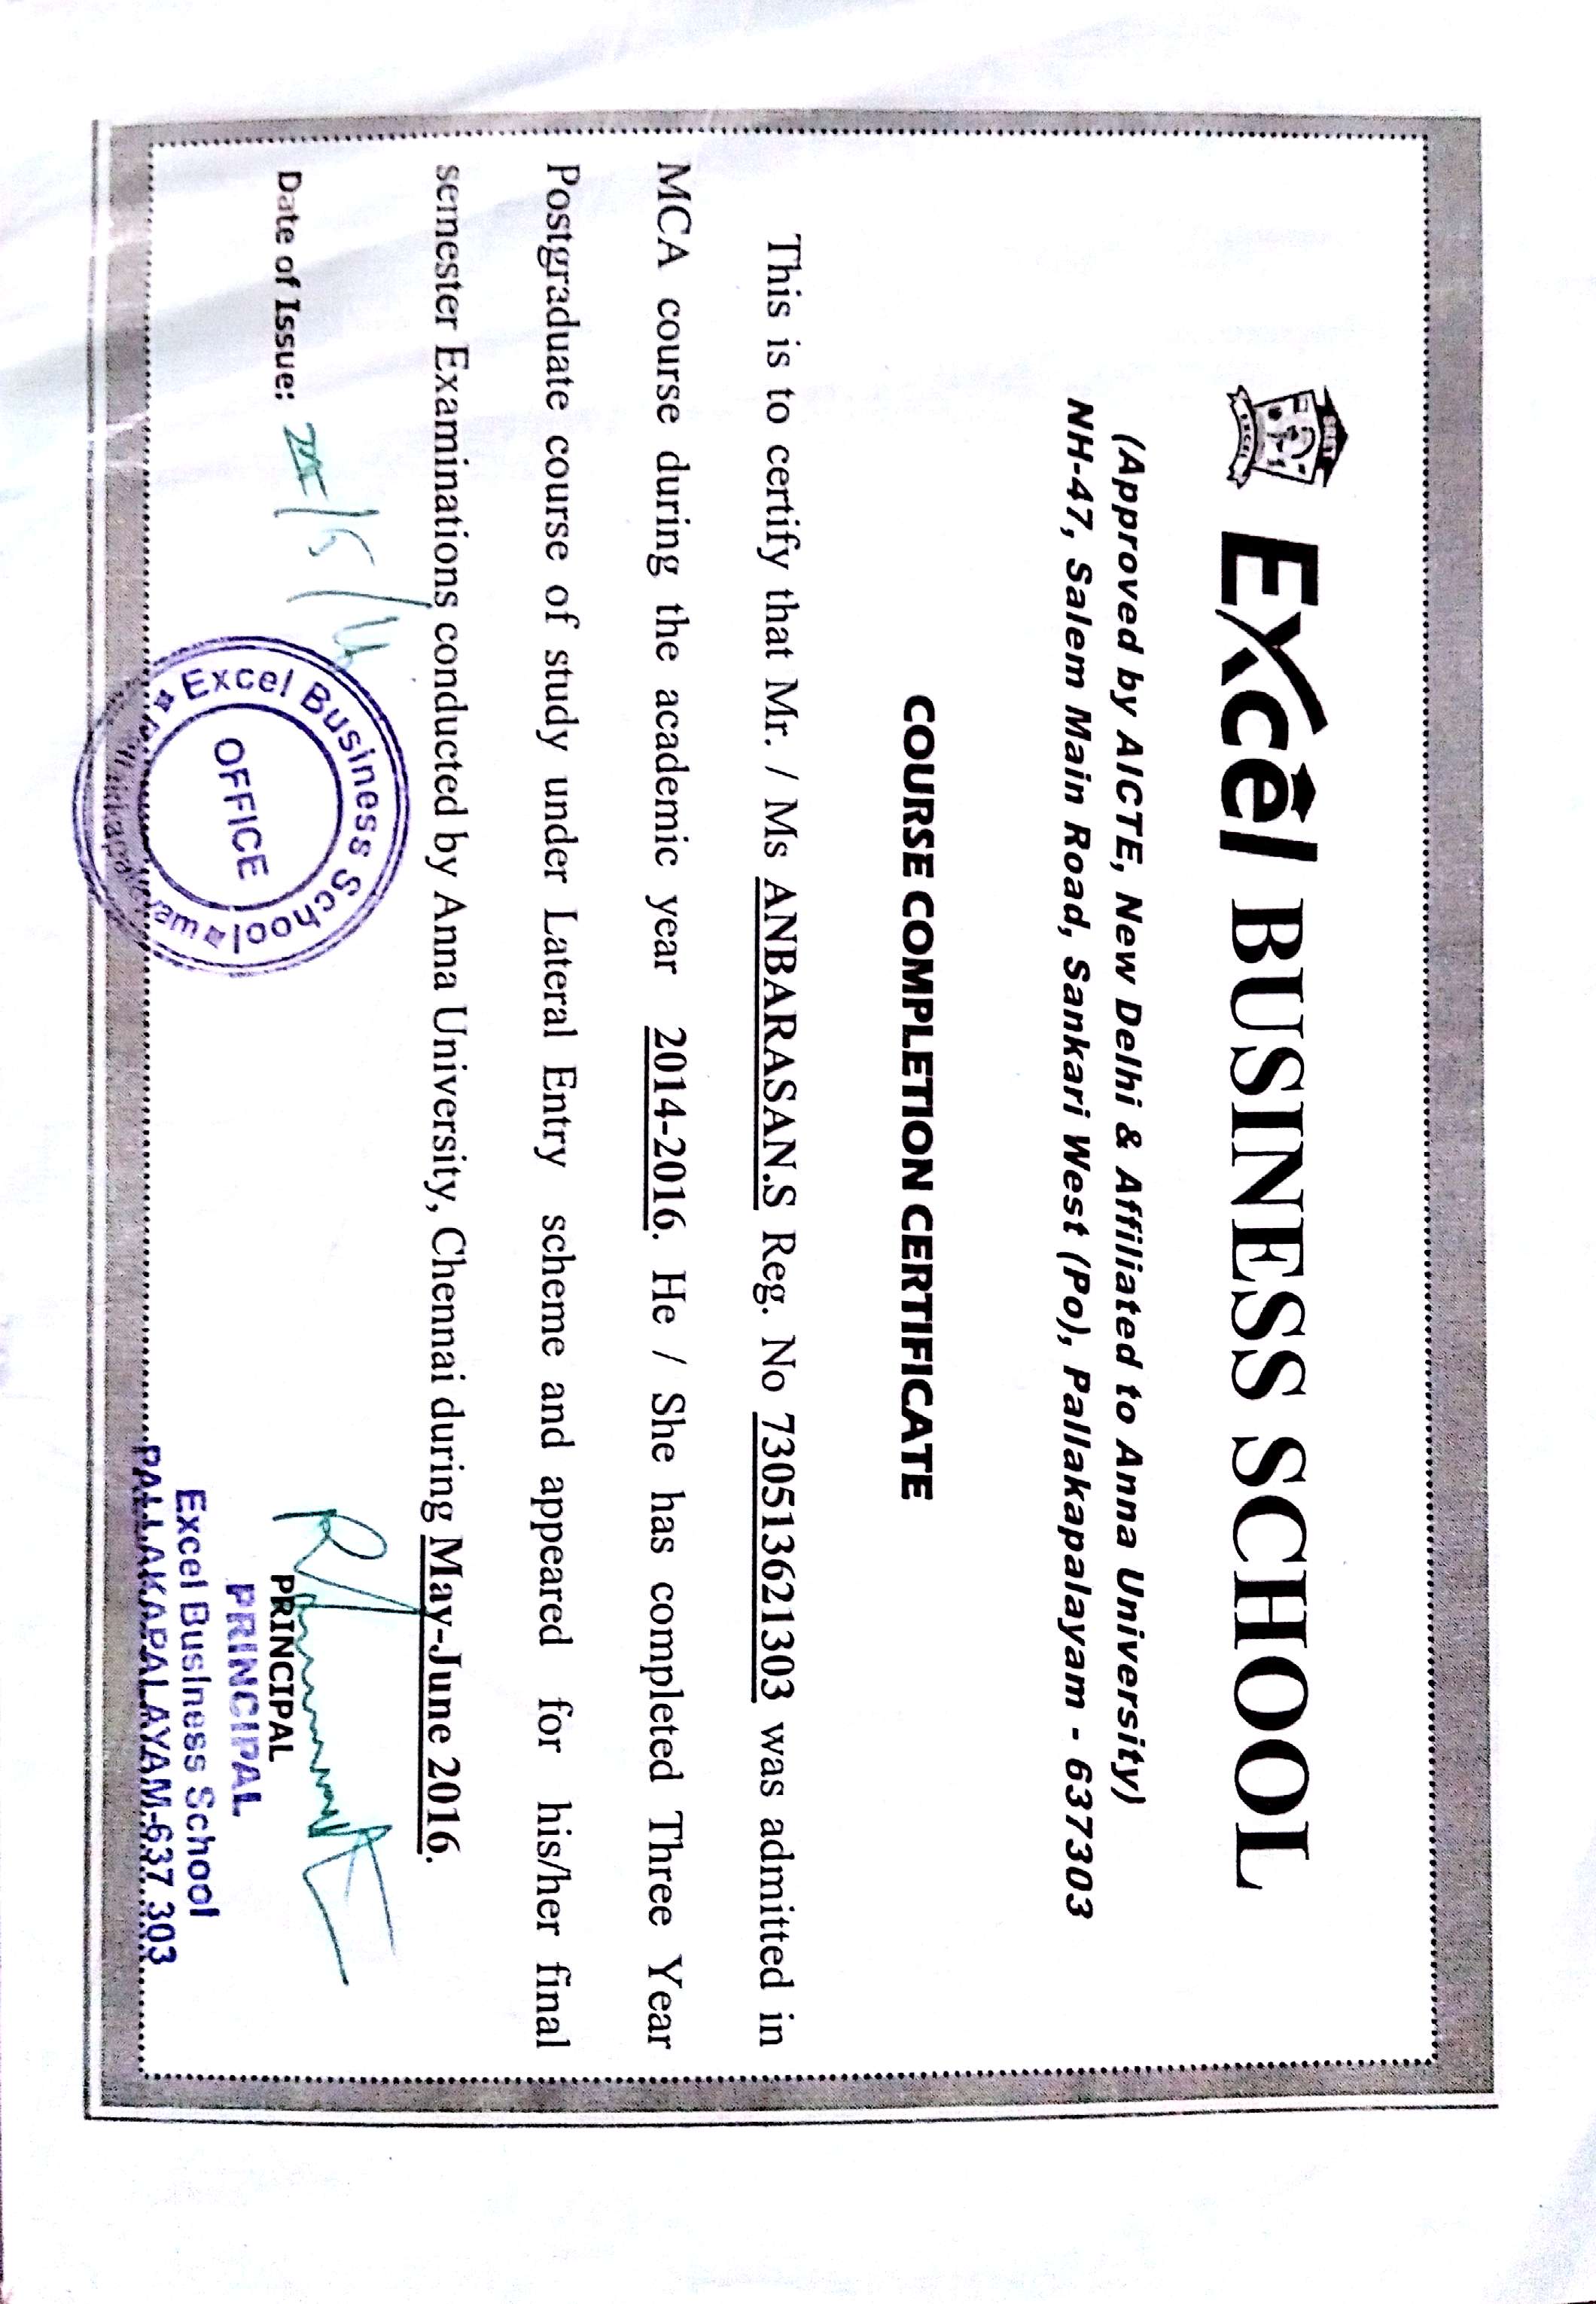 Excel BUSINESS SCHOOL
(Approved by AICTE, New Delhi & Affiliated to Anna University)
NH-47, Salem Main Road, Sankari West (Po), Pallakapalayam - 637303
COURSE COMPLETION CERTIFICATE
This is to certify that Mr. / Ms ANBARASAN.S Reg. No 730513621303 was admitted in
MCA course during the academic year 2014-2016. He / She has completed Three Year
Postgraduate course of study under Lateral Entry scheme and appeared for his/her final
semester Examinations conducted by Anna University, Chennai during May-June 2016.
Date of Issue:
Excel Business School
OFFICE
PRINCIPAL
PRINCIPAL
Excel Business School
PALLAKAPALAYAM-637 303